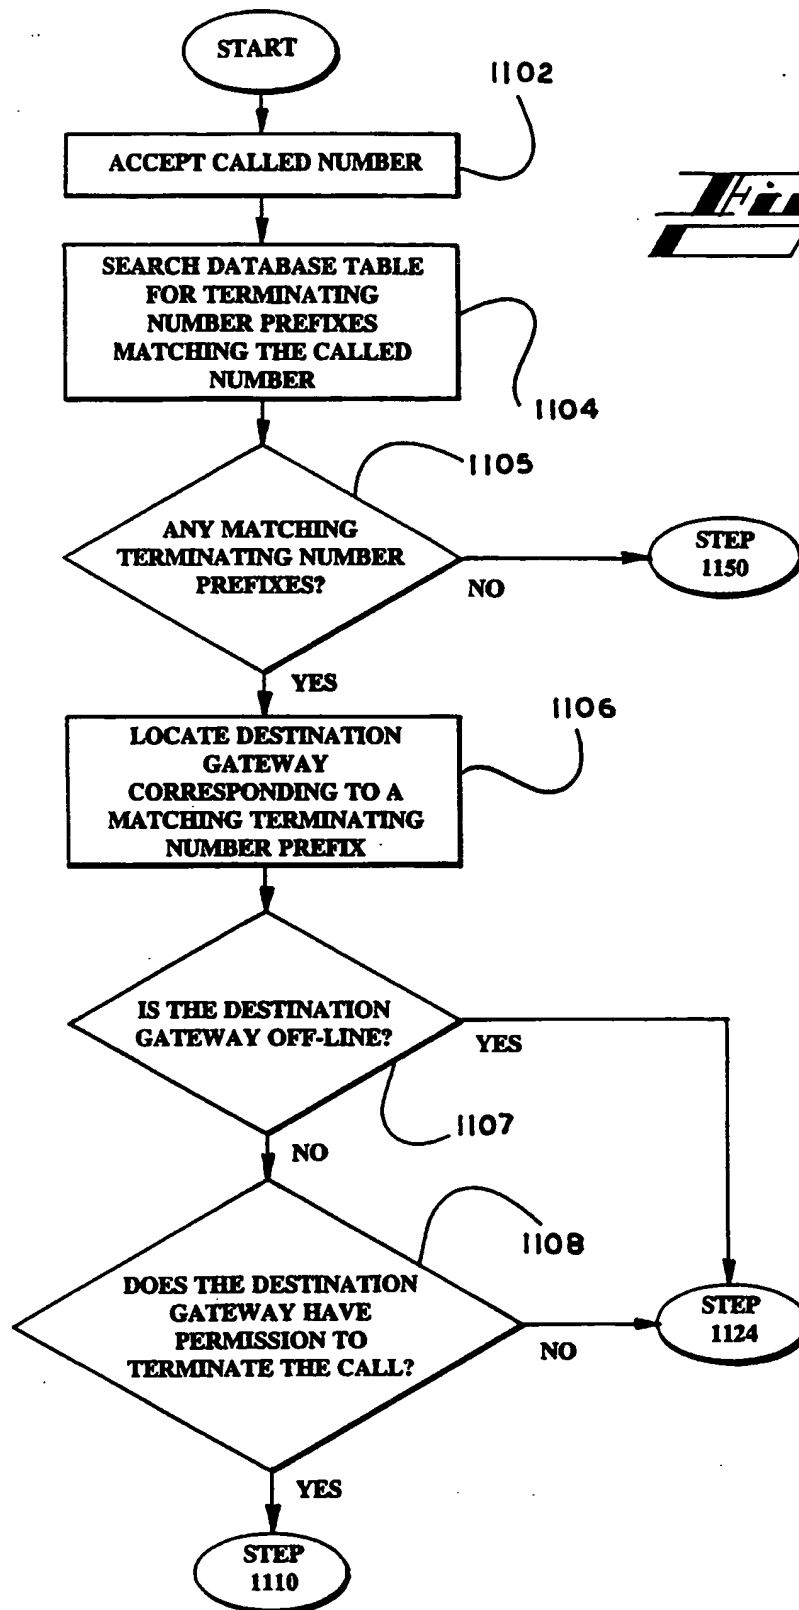 START
1102
ACCEPT CALLED NUMBER
SEARCH DATABASE TABLE
FOR TERMINATING
NUMBER PREFIXES
MATCHING THE CALLED
NUMBER
1104
1105
ANY MATCHING
TERMINATING NUMBER
PREFIXES?
NO
STEP
1150
YES
1106
LOCATE DESTINATION
GATEWAY
CORRESPONDING TO A
MATCHING TERMINATING
NUMBER PREFIX
IS THE DESTINATION
GATEWAY OFF-LINE?
YES
1107
NO
1108
DOES THE DESTINATION
GATEWAY HAVE
PERMISSION TO
TERMINATE THE CALL?
NO
STEP
1124
YES
STEP
1110